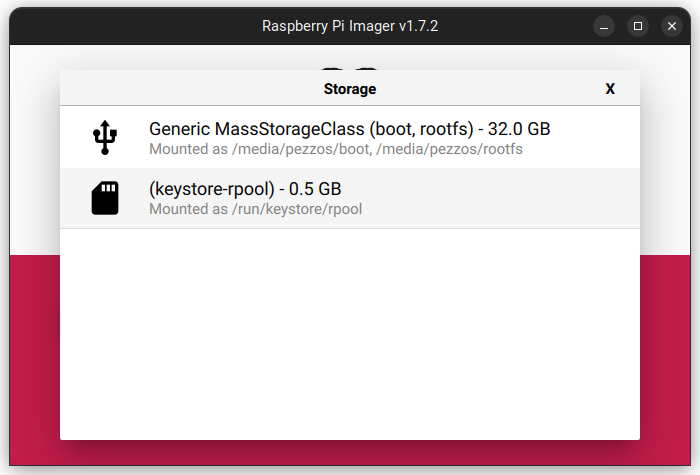 Raspberry Pi Imager v1.7.2
Storage
X
Generic MassStorageClass (boot, rootfs) - 32.0 GB
Mounted as /media/pezzos/boot, /media/pezzos/rootfs
(keystore-rpool) - 0.5 GB
Mounted as /run/keystore/rpool